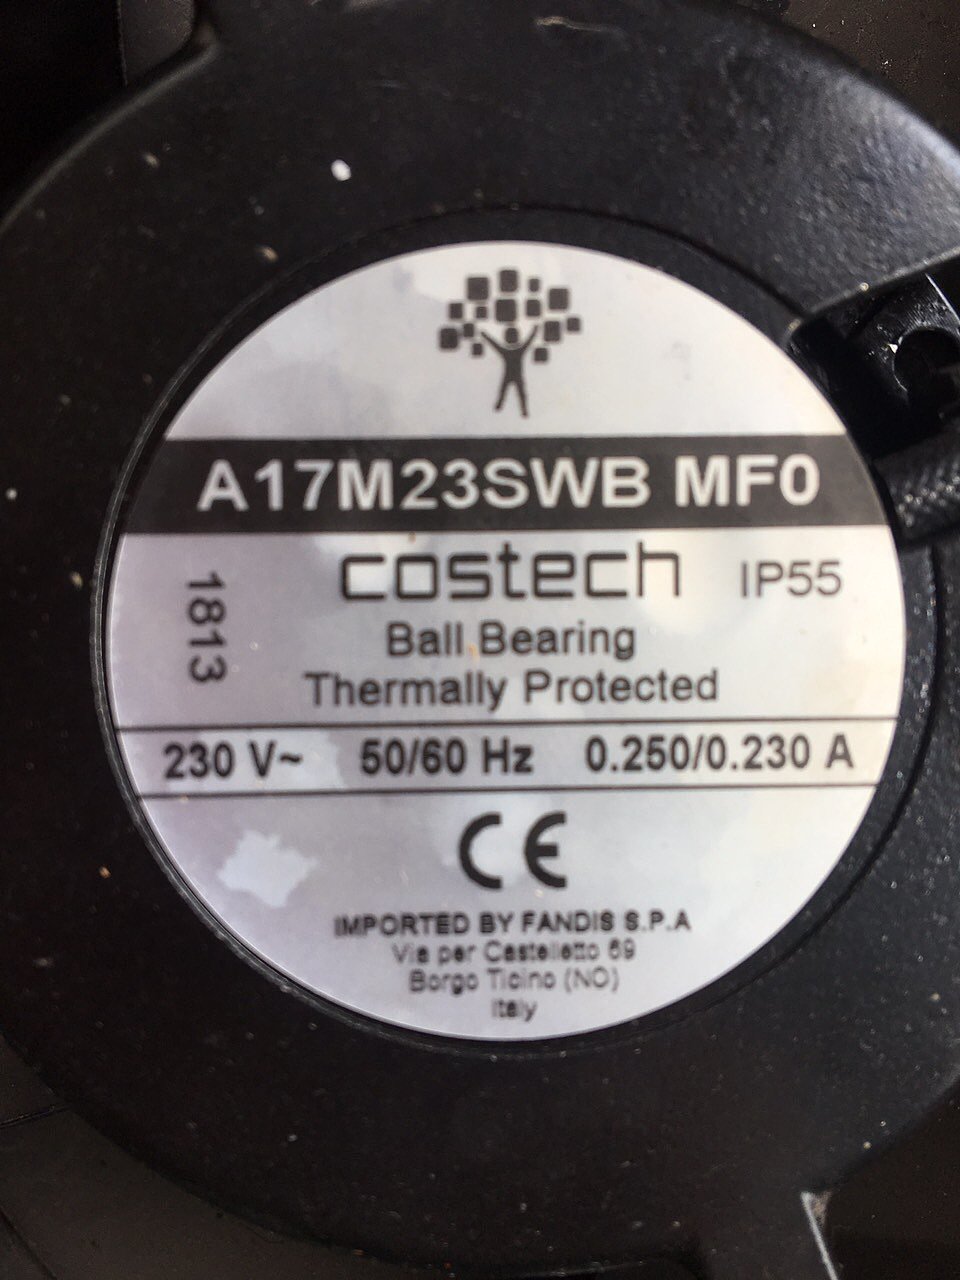 A17M23SWB MF0
costech
IP55
1813
Ball Bearing
Thermally Protected
230 V~ 50/60 Hz 0.250/0.230 A
CE
IMPORTED BY FANDIS S.P.A
Via per Castelletto 69
Borgo Ticino (NO)
Italy